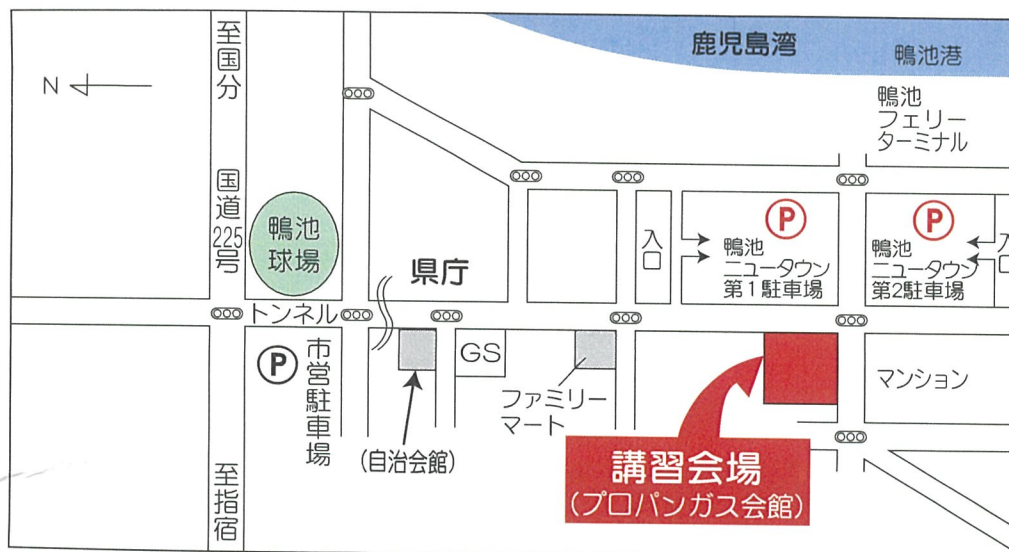 鹿児島湾
鴨池港
鴨池
フェリー
ターミナル
N
至国分
国道
225
号
至指宿
鴨池
球場
トンネル
県庁
入
口
P
鴨池
ニュータウン
第1駐車場
P
鴨池
ニュータウン
第2駐車場
入
口
P
市営駐車場
(自治会館)
GS
ファミリー
マート
マンション
講習会場
(プロパンガス会館)